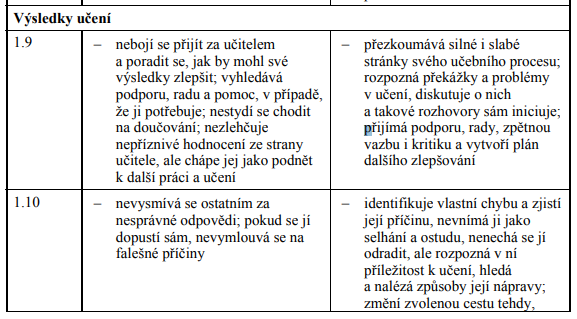 Výsledky učení
1.9
– nebojí se přijít za učitelem
a poradit se, jak by mohl své
výsledky zlepšit; vyhledává
podporu, radu a pomoc, v případě,
že ji potřebuje; nestydí se chodit
na doučování; nezlehčuje
nepříznivé hodnocení ze strany
učitele, ale chápe jej jako podnět
k další práci a učení
– přezkoumává silné i slabé
stránky svého učebního procesu;
rozpozná překážky a problémy
v učení, diskutuje o nich
a takové rozhovory sám iniciuje;
přijímá podporu, rady, zpětnou
vazbu i kritiku a vytvoří plán
dalšího zlepšování
1.10
– nevysmívá se ostatním za
nesprávné odpovědi; pokud se jí
dopustí sám, nevymlouvá se na
falešné příčiny
– identifikuje vlastní chybu a zjistí
její příčinu, nevnímá ji jako
selhání a ostudu, nenechá se jí
odradit, ale rozpozná v ní
příležitost k učení, hledá
a nalézá způsoby její nápravy;
změní zvolenou cestu tehdy,